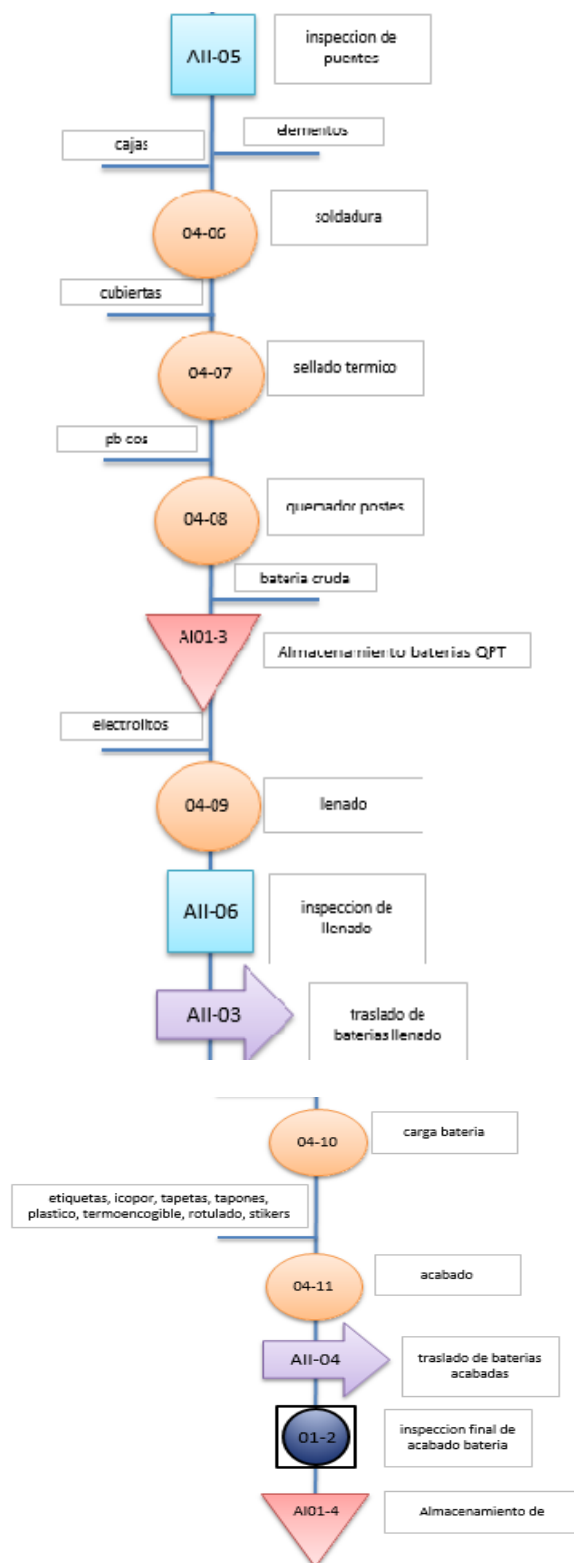 AII-05
inspeccion de
puentes
elementos
cajas
04-06
soldadura
cubiertas
04-07
sellado termico
pb cos
04-08
quemador postes
bateria cruda
AI01-3
Almacenamiento baterias QPT
electrolitos
04-09
llenado
AII-06
inspeccion de
llenado
AII-03
traslado de
baterias llenado
04-10
carga bateria
etiquetas, icopor, tapetas, tapones,
plastico, termoencogible, rotulado, stikers
04-11
acabado
AII-04
traslado de baterias
acabadas
01-2
inspeccion final de
acabado bateria
AI01-4
Almacenamiento de